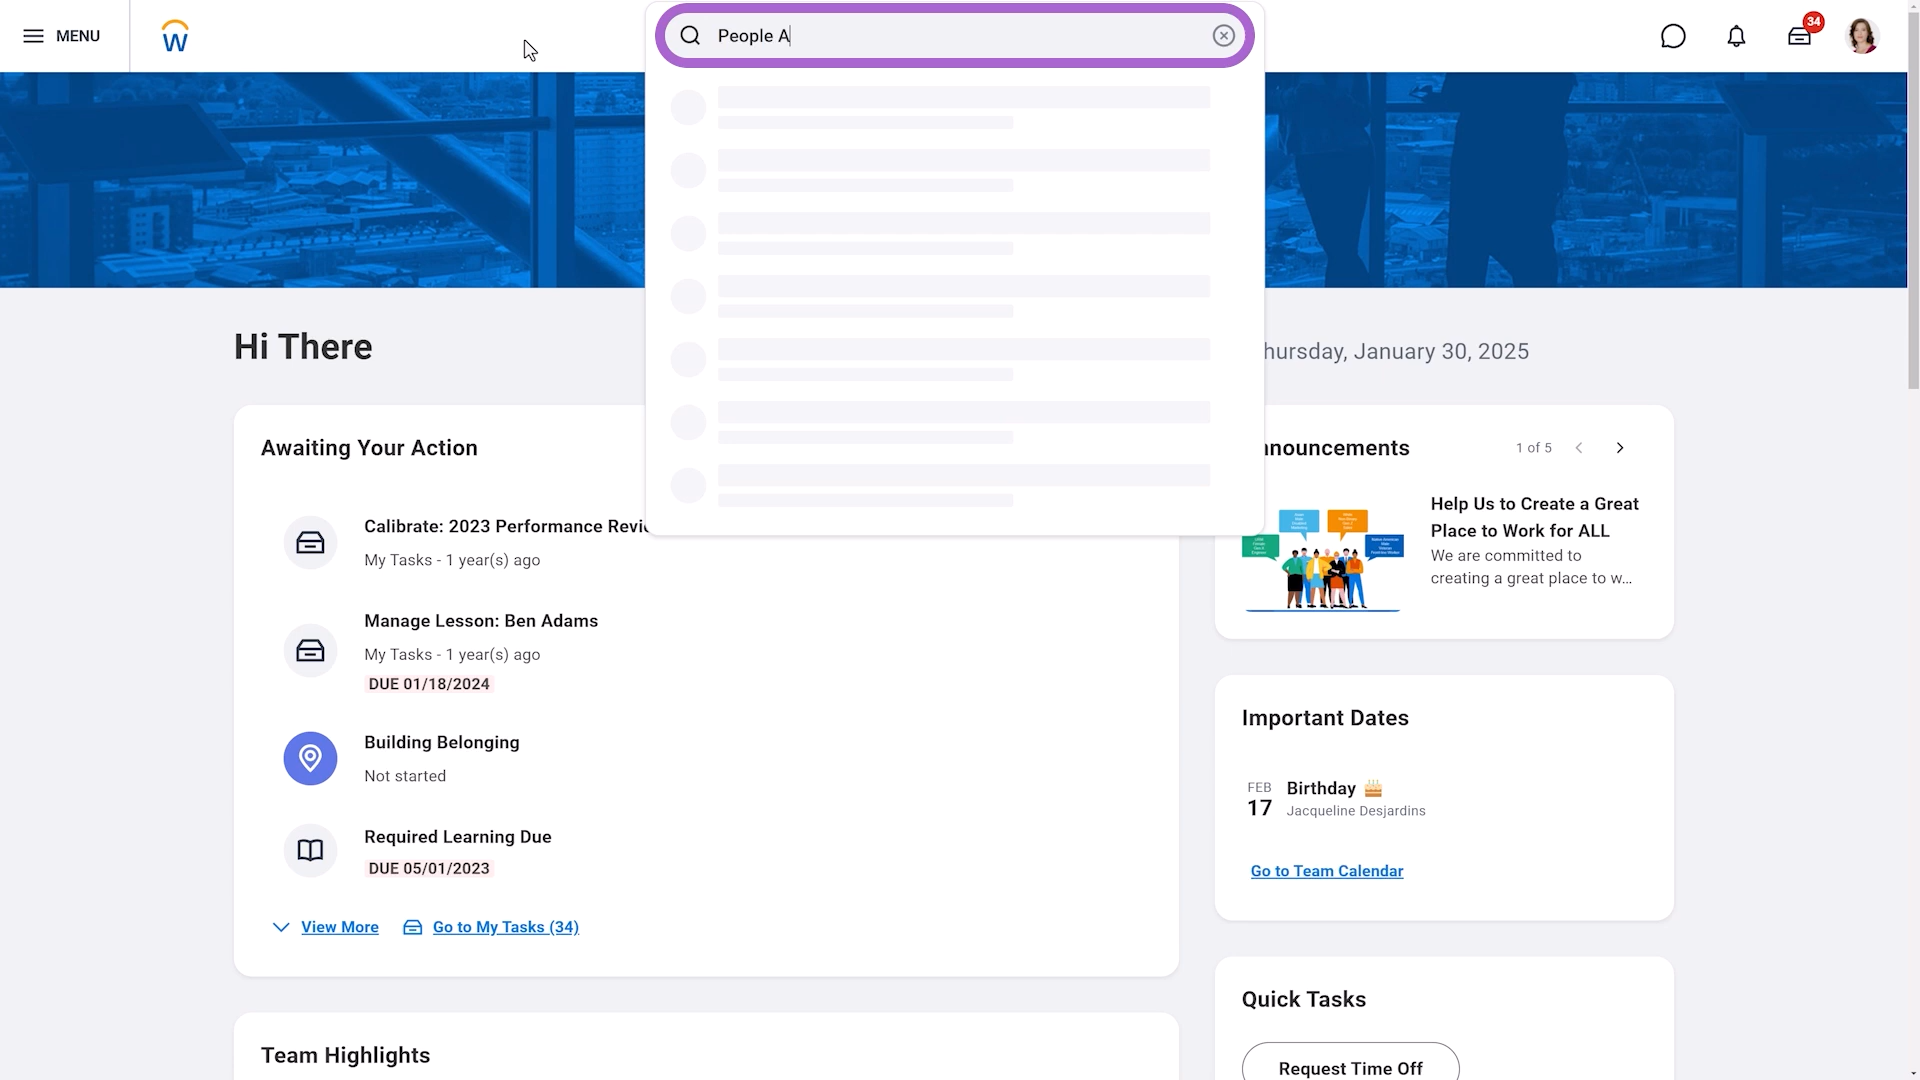 MENU
W
People A
34
Hi There
hursday, January 30, 2025
Awaiting Your Action
Calibrate: 2023 Performance Revie
My Tasks - 1 year(s) ago
Manage Lesson: Ben Adams
My Tasks - 1 year(s) ago
DUE 01/18/2024
Building Belonging
Not started
Required Learning Due
DUE 05/01/2023
View More
Go to My Tasks (34)
Team Highlights
nnouncements
1 of 5
Help Us to Create a Great
Place to Work for ALL
We are committed to
creating a great place to w...
Important Dates
FEB
17
Birthday
Jacqueline Desjardins
Go to Team Calendar
Quick Tasks
Request Time Off